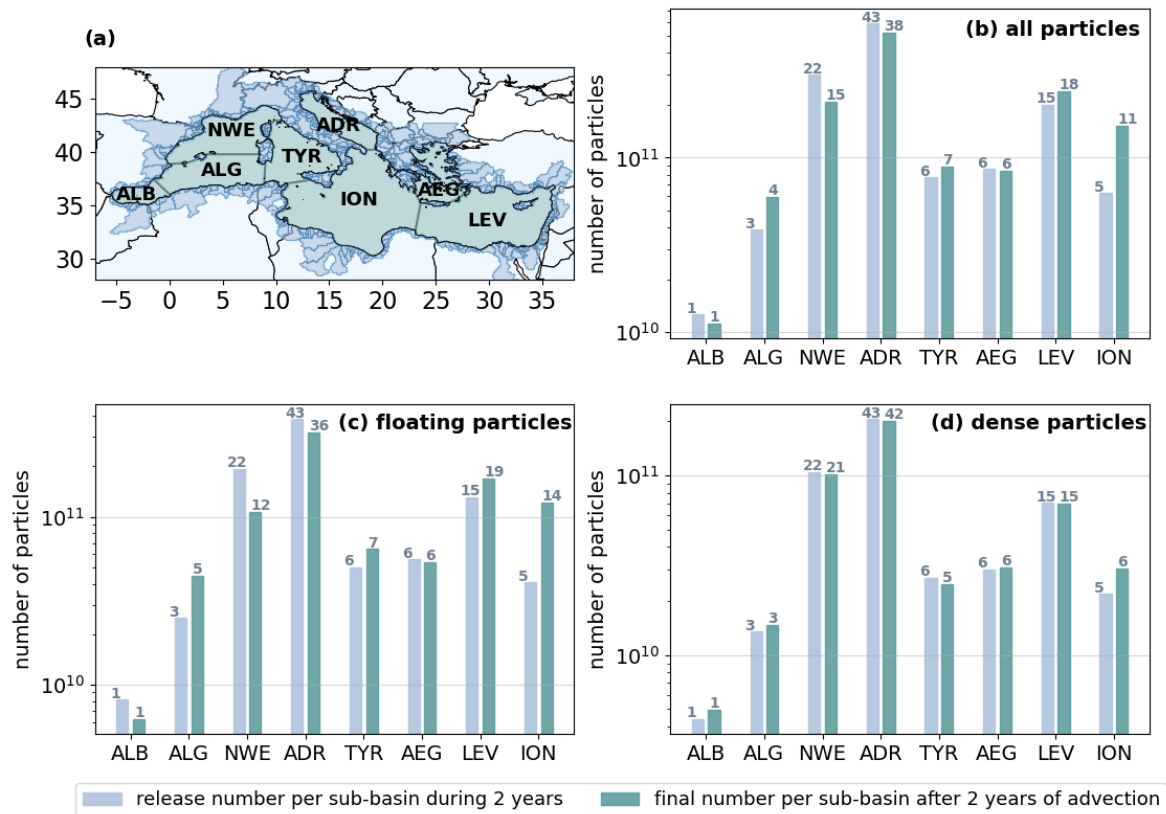 (a)
45
40
35
30
−5 0 5 10 15 20 25 30 35
NWE
ADR
TYR
ALG
ALB
AEG
ION
LEV
(b) all particles
number of particles
10¹¹
10¹⁰
1 1 3 4 22 15 43 38 6 7 6 6 15 18 5 11
ALB ALG NWE ADR TYR AEG LEV ION
(c) floating particles
number of particles
10¹¹
10¹⁰
1 1 3 5 22 12 43 36 6 7 6 6 15 19 5 14
ALB ALG NWE ADR TYR AEG LEV ION
(d) dense particles
number of particles
10¹¹
10¹⁰
1 1 3 3 22 21 43 42 6 5 6 6 15 15 5 6
ALB ALG NWE ADR TYR AEG LEV ION
release number per sub-basin during 2 years
final number per sub-basin after 2 years of advection